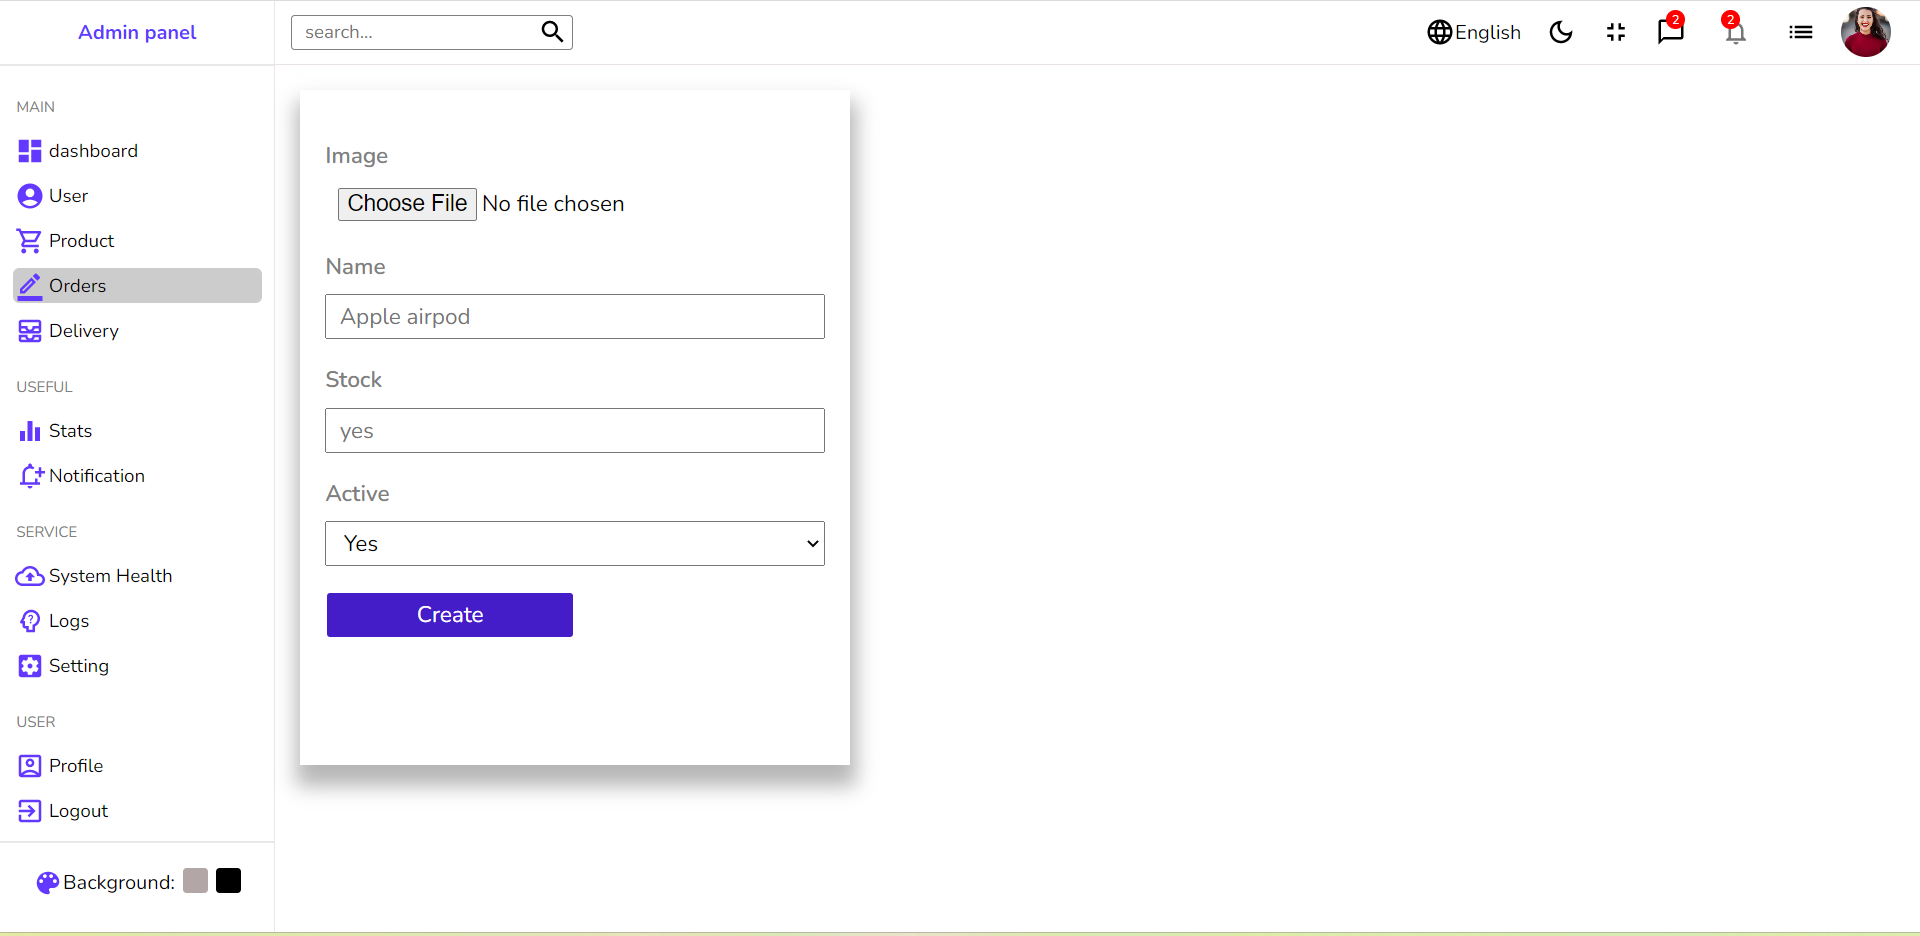 Admin panel
search...
English
2
2
MAIN
dashboard
User
Product
Orders
Delivery
USEFUL
Stats
Notification
SERVICE
System Health
Logs
Setting
USER
Profile
Logout
Background:
Image
Choose File No file chosen
Name
Apple airpod
Stock
yes
Active
Yes
Create